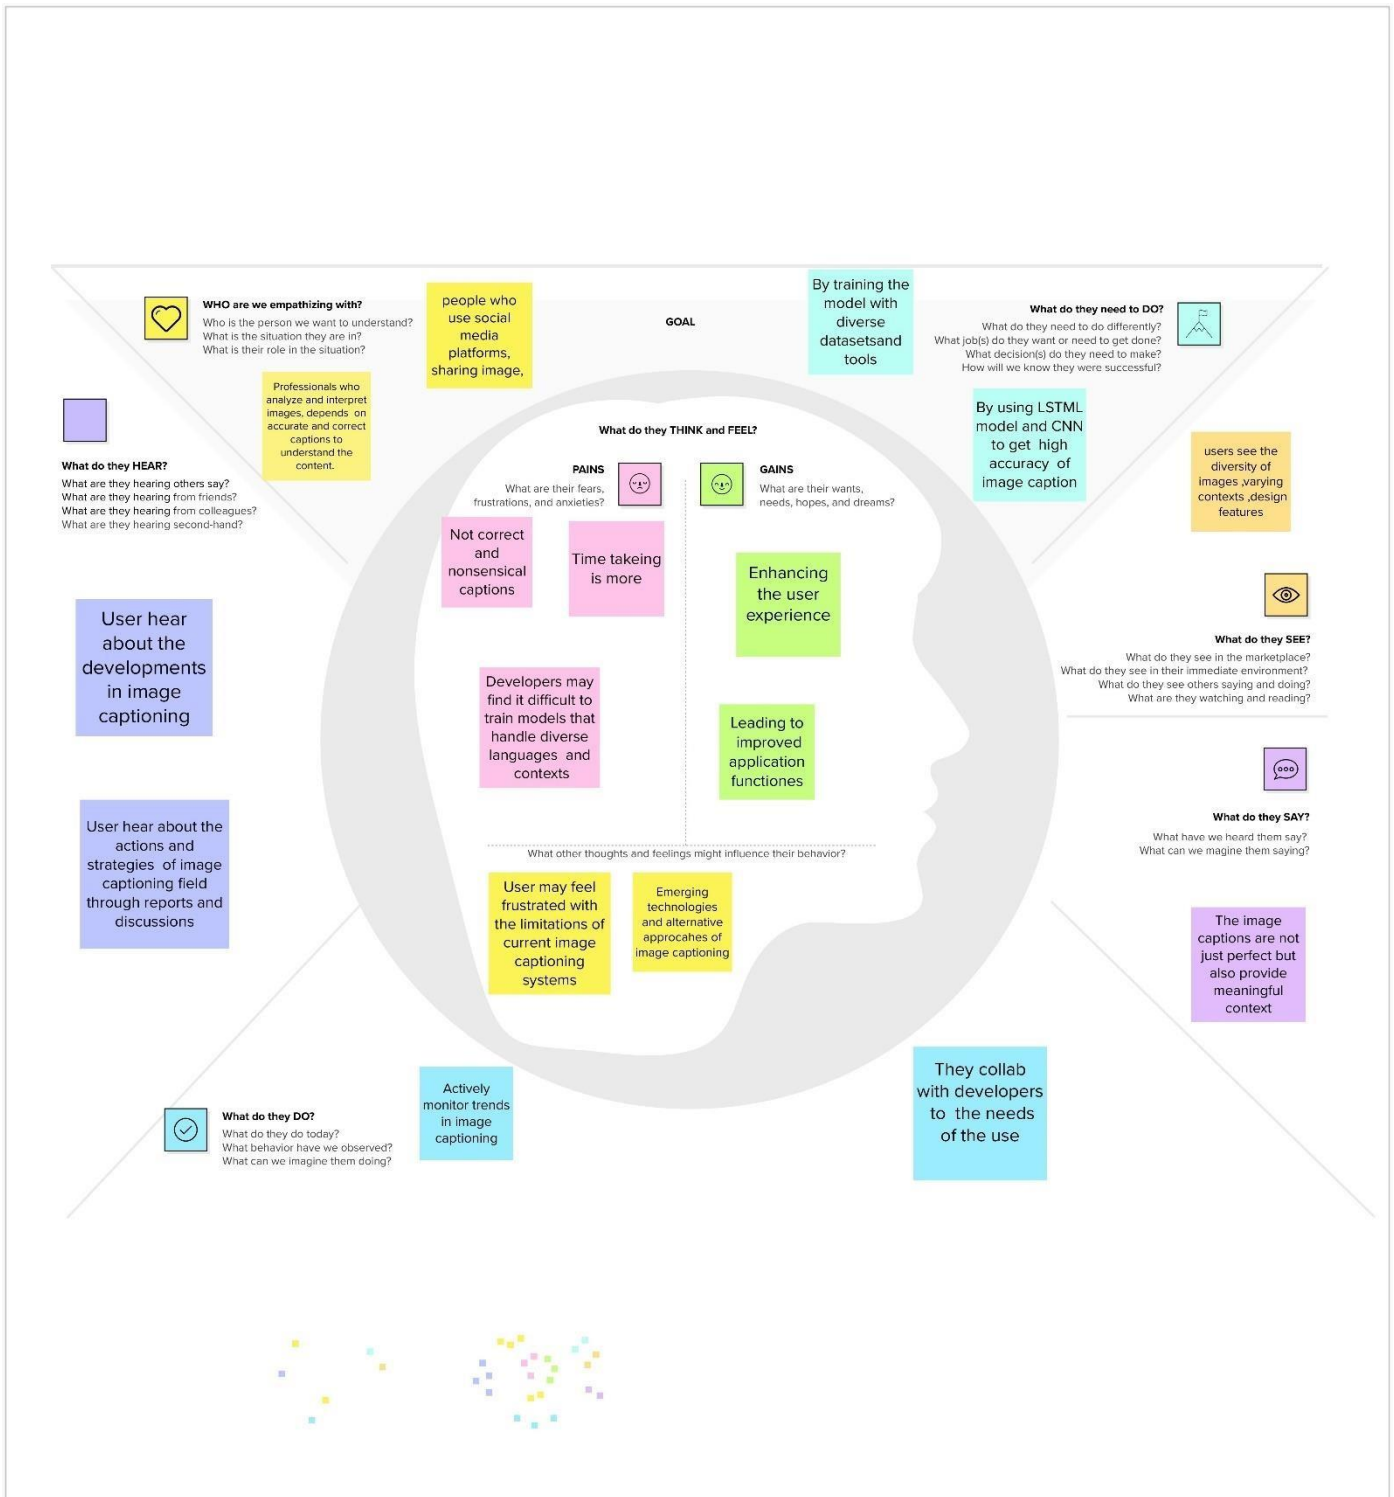 WHO are we empathizing with?
Who is the person we want to understand?
What is the situation they are in?
What is their role in the situation?
people who
use social
media
platforms,
sharing image,
Professionals who
analyze and interpret
images, depends on
accurate and correct
captions to
understand the
content.
GOAL
By training the
model with
diverse
datasetsand
tools
What do they need to DO?
What do they need to do differently?
What job(s) do they want or need to get done?
What decision(s) do they need to make?
How will we know they were successful?
By using LSTML
model and CNN
to get high
accuracy of
image caption
What do they HEAR?
What are they hearing others say?
What are they hearing from friends?
What are they hearing from colleagues?
What are they hearing second-hand?
User hear
about the
developments
in image
captioning
User hear about the
actions and
strategies of image
captioning field
through reports and
discussions
What do they THINK and FEEL?
PAINS
What are their fears,
frustrations, and anxieties?
Not correct
and
nonsensical
captions
Time takeing
is more
Developers may
find it difficult to
train models that
handle diverse
languages and
contexts
GAINS
What are their wants,
needs, hopes, and dreams?
Enhancing
the user
experience
Leading to
improved
application
functiones
What other thoughts and feelings might influence their behavior?
User may feel
frustrated with
the limitations of
current image
captioning
systems
Emerging
technologies
and alternative
approcahes of
image captioning
users see the
diversity of
images ,varying
contexts ,design
features
What do they SEE?
What do they see in the marketplace?
What do they see in their immediate environment?
What do they see others saying and doing?
What are they watching and reading?
What do they SAY?
What have we heard them say?
What can we magine them saying?
The image
captions are not
just perfect but
also provide
meaningful
context
What do they DO?
What do they do today?
What behavior have we observed?
What can we imagine them doing?
Actively
monitor trends
in image
captioning
They collab
with developers
to the needs
of the use